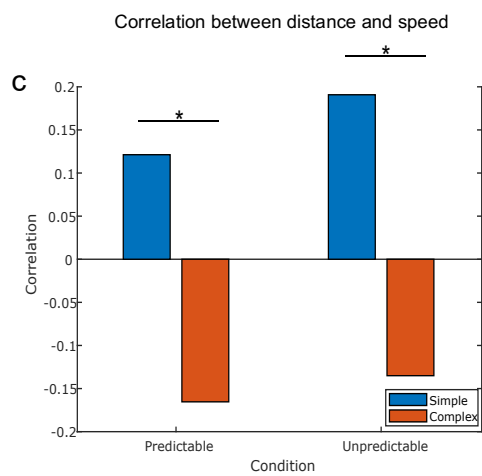 Correlation between distance and speed
C
*
*
0.2
0.15
0.1
0.05
0
-0.05
-0.1
-0.15
-0.2
Correlation
Simple
Complex
Predictable
Unpredictable
Condition